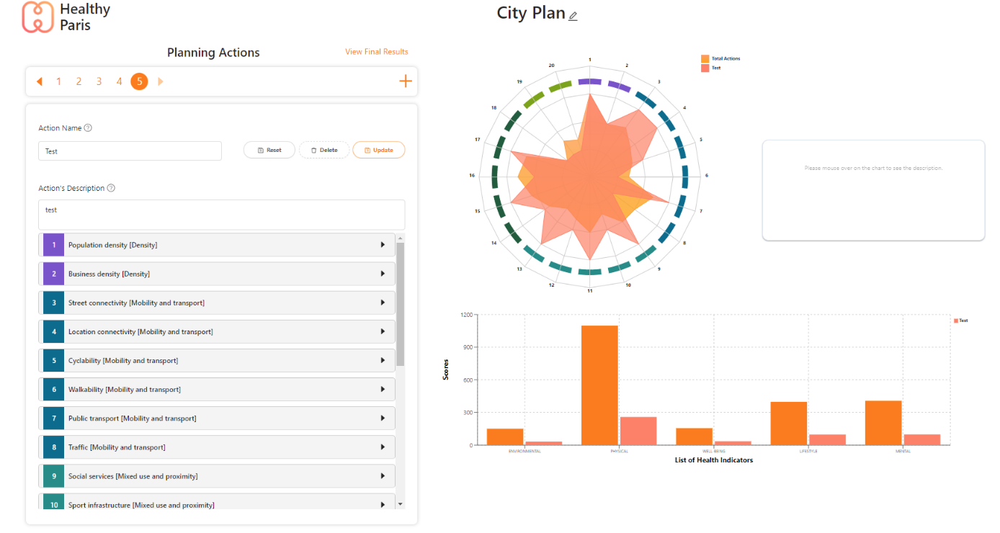 Healthy
Paris
City Plan
Planning Actions
View Final Results
1 2 3 4 5
Action Name
Test
Reset
Delete
Update
Action's Description
test
1 Population density [Density]
2 Business density [Density]
3 Street connectivity [Mobility and transport]
4 Location connectivity [Mobility and transport]
5 Cyclability [Mobility and transport]
6 Walkability [Mobility and transport]
7 Public transport [Mobility and transport]
8 Traffic [Mobility and transport]
9 Social services [Mixed use and proximity]
10 Sport infrastructure [Mixed use and proximity]
1
2
3
4
5
6
7
8
9
10
11
12
13
14
15
16
17
18
19
20
Total Actions
Test
Please mouse over on the chart to see the description.
1200
900
600
300
0
Scores
ENVIRONMENTAL
PHYSICAL
WELL BEING
LIFESTYLE
MENTAL
List of Health Indicators
Test